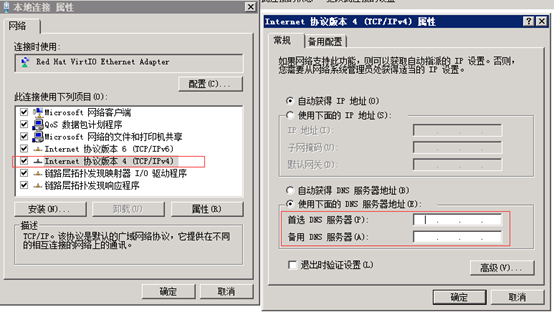 本地连接 属性
网络
连接时使用:
Red Hat VirtIO Ethernet Adapter
配置(C)...
此连接使用下列项目(O):
Microsoft 网络客户端
QoS 数据包计划程序
Microsoft 网络的文件和打印机共享
Internet 协议版本 6 (TCP/IPv6)
Internet 协议版本 4 (TCP/IPv4)
链路层拓扑发现映射器 I/O 驱动程序
链路层拓扑发现响应程序
安装(N)...
卸载(U)
属性(R)
描述
TCP/IP。该协议是默认的广域网络协议,它提供在不同
的相互连接的网络上的通讯。
确定
取消
Internet 协议版本 4 (TCP/IPv4) 属性
常规
备用配置
如果网络支持此功能,则可以获取自动指派的 IP 设置。否则,
您需要从网络系统管理员处获得适当的 IP 设置。
自动获得 IP 地址(O)
使用下面的 IP 地址(S):
IP 地址(I):
子网掩码(U):
默认网关(D):
自动获得 DNS 服务器地址(B)
使用下面的 DNS 服务器地址(E):
首选 DNS 服务器(P):
备用 DNS 服务器(A):
退出时验证设置(L)
高级(V)...
确定
取消